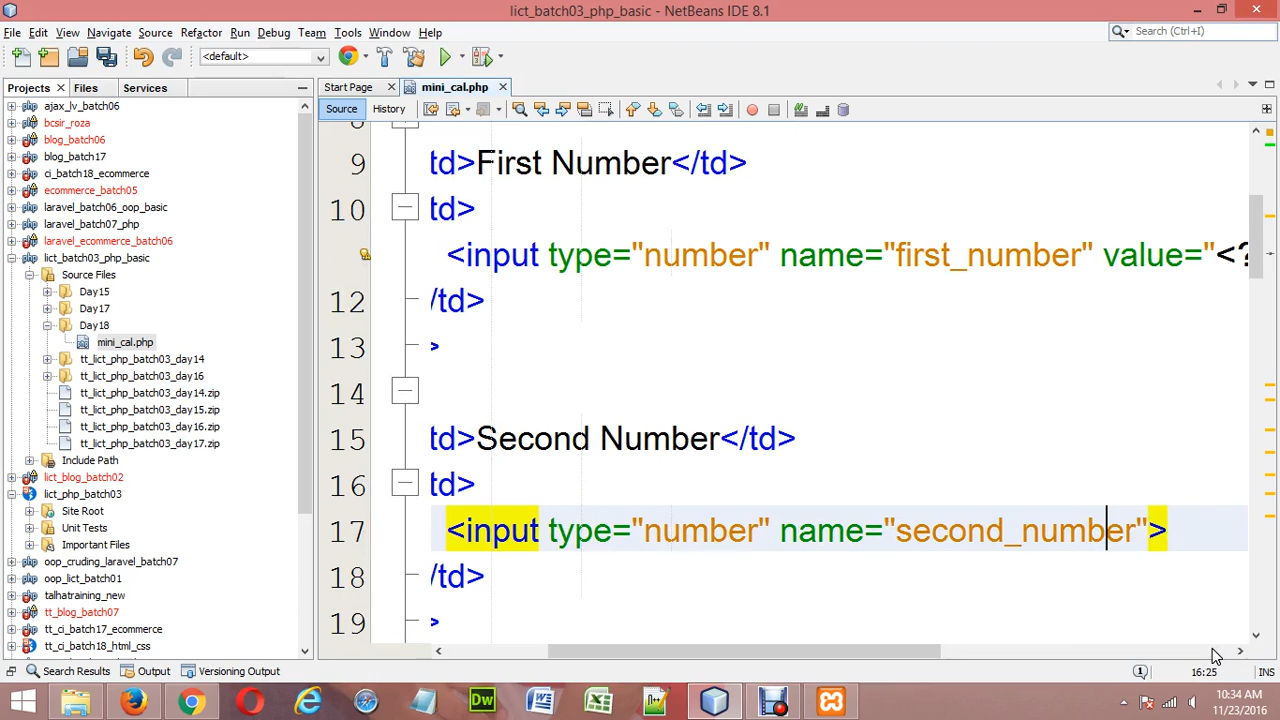 lict_batch03_php_basic - NetBeans IDE 8.1
File Edit View Navigate Source Refactor Run Debug Team Tools Window Help
Search (Ctrl+I)
<default>
Projects Files Services
Start Page mini_cal.php
Source History
ajax_lv_batch06
bcsir_roza
blog_batch06
blog_batch17
ci_batch18_ecommerce
ecommerce_batch05
laravel_batch06_oop_basic
laravel_batch07_php
laravel_ecommerce_batch06
lict_batch03_php_basic
Source Files
Day15
Day17
Day18
mini_cal.php
tt_lict_php_batch03_day14
tt_lict_php_batch03_day16
tt_lict_php_batch03_day14.zip
tt_lict_php_batch03_day15.zip
tt_lict_php_batch03_day16.zip
tt_lict_php_batch03_day17.zip
Include Path
lict_blog_batch02
lict_php_batch03
Site Root
Unit Tests
Important Files
oop_cruding_laravel_batch07
oop_lict_batch01
talhatraining_new
tt_blog_batch07
tt_ci_batch17_ecommerce
tt_ci_batch18_html_css
9 td>First Number</td>
10 td>
<input type="number" name="first_number" value="<?
12 /td>
13 >
14
15 td>Second Number</td>
16 td>
17 <input type="number" name="second_number">
18 /td>
19 >
Search Results Output Versioning Output
16:25 INS
10:34 AM
11/23/2016